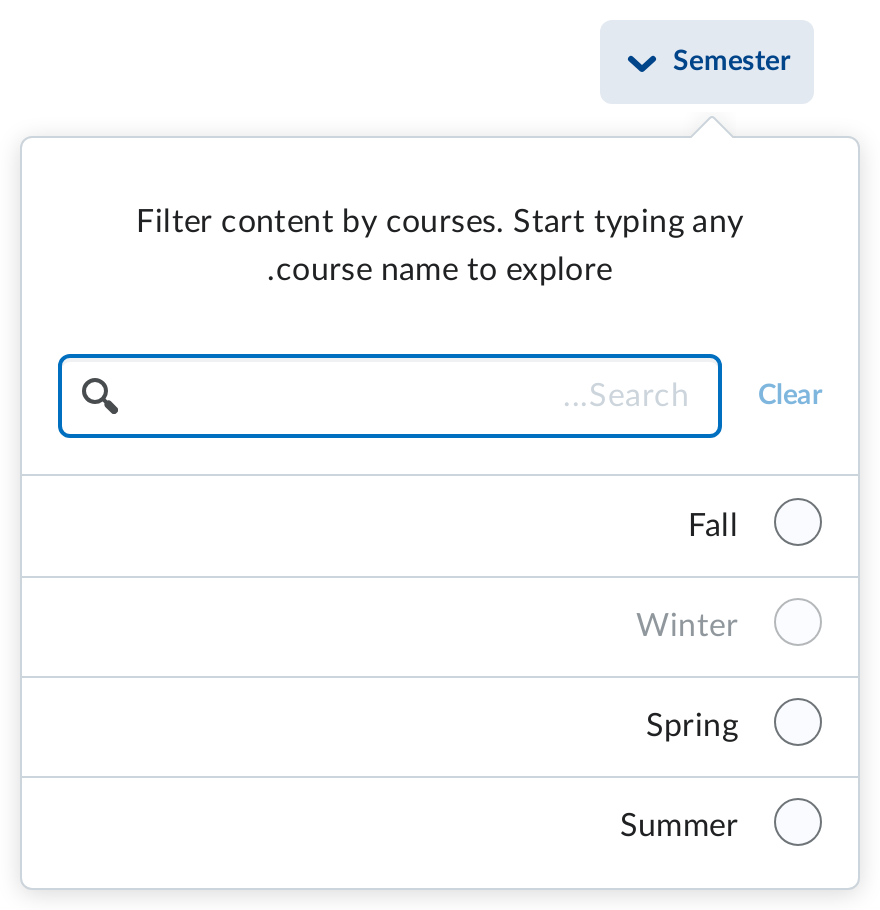 Semester
Filter content by courses. Start typing any
.course name to explore
...Search
Clear
Fall
Winter
Spring
Summer